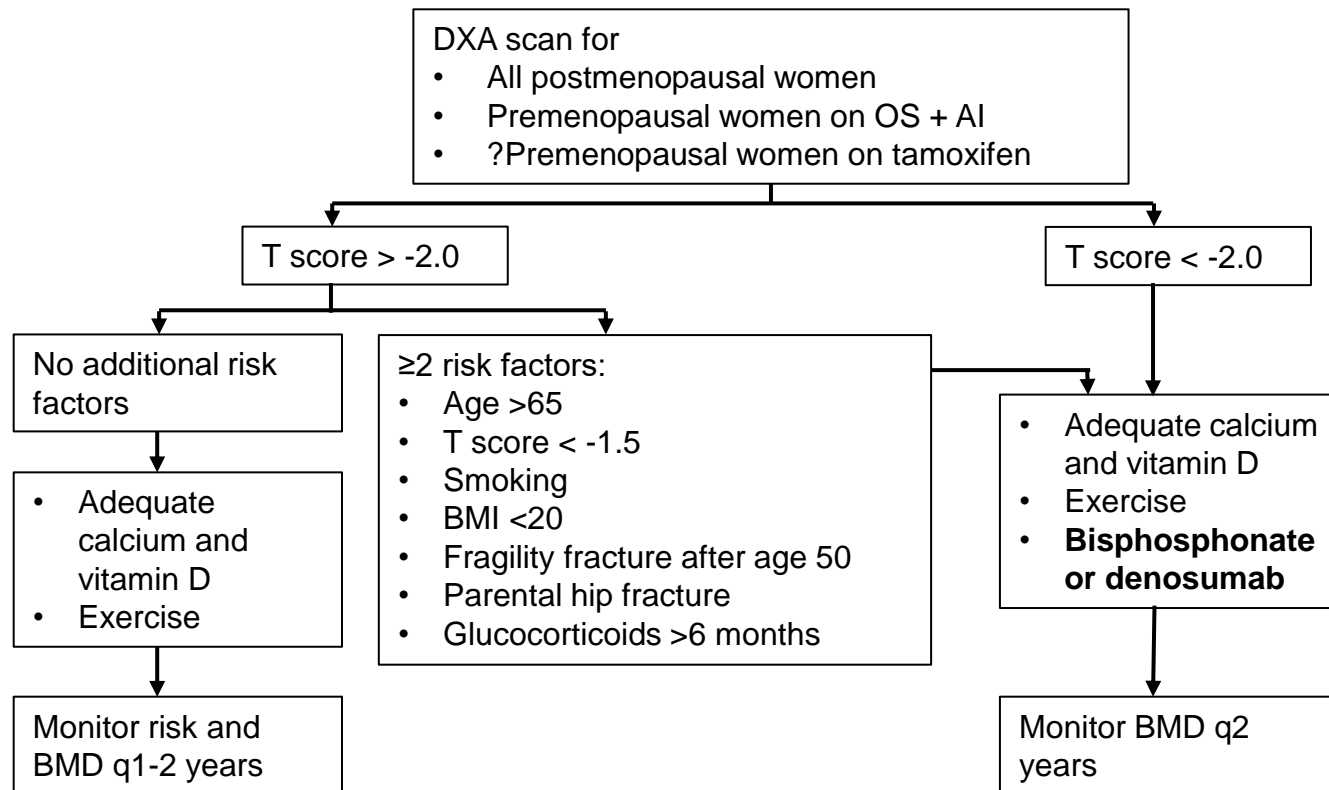 DXA scan for
• All postmenopausal women
• Premenopausal women on OS + AI
• ?Premenopausal women on tamoxifen
T score > -2.0
T score < -2.0
No additional risk
factors
≥2 risk factors:
• Age >65
• T score < -1.5
• Smoking
• BMI <20
• Fragility fracture after age 50
• Parental hip fracture
• Glucocorticoids >6 months
• Adequate calcium
and vitamin D
• Exercise
• Bisphosphonate
or denosumab
• Adequate
calcium and
vitamin D
• Exercise
Monitor risk and
BMD q1-2 years
Monitor BMD q2
years